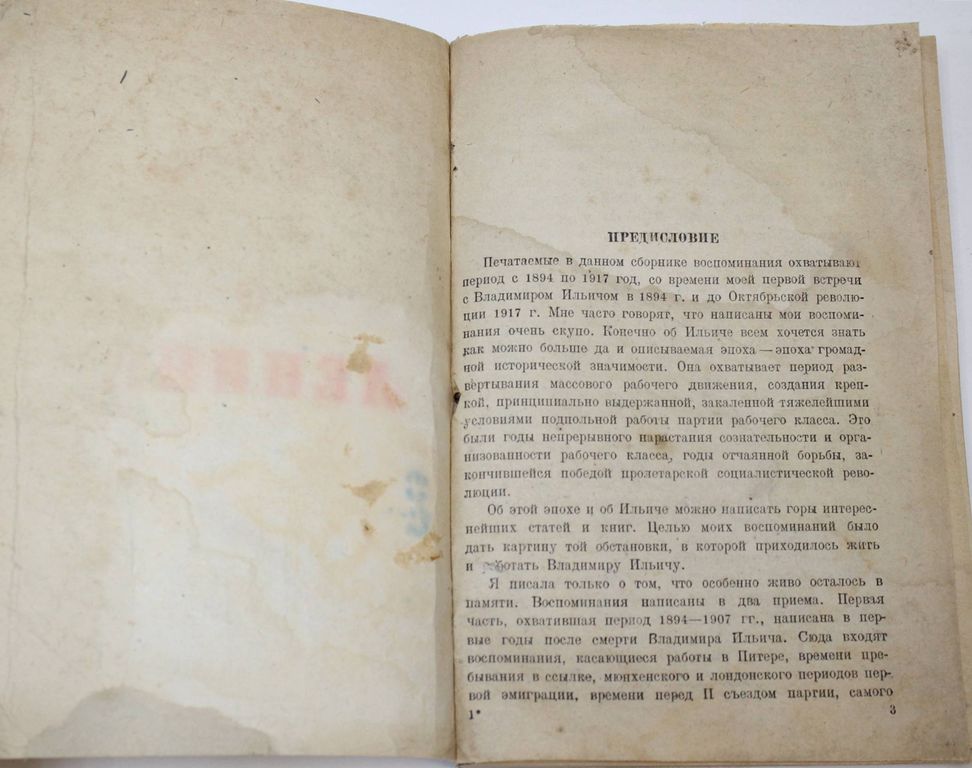 ПРЕДИСЛОВИЕ
Печатаемые в данном сборнике воспоминания охватывают
период с 1894 по 1917 год, со времени моей первой встречи
с Владимиром Ильичом в 1894 г. и до Октябрьской револю-
ции 1917 г. Мне часто говорят, что написаны мои воспоми-
нания очень скупо. Конечно об Ильиче всем хочется знать
как можно больше да и описываемая эпоха — эпоха громад-
ной исторической значимости. Она охватывает период раз-
вертывания массового рабочего движения, создания креп-
кой, принципиально выдержанной, закаленной тяжелейшими
условиями подпольной работы партии рабочего класса. Это
были годы непрерывного нарастания сознательности и орга-
низованности рабочего класса, годы отчаянной борьбы, за-
кончившейся победой пролетарской социалистической рево-
люции.
Об этой эпохе и об Ильиче можно написать горы интерес-
нейших статей и книг. Целью моих воспоминаний было
дать картину той обстановки, в которой приходилось жить
и работать Владимиру Ильичу.
Я писала только о том, что особенно живо осталось в
памяти. Воспоминания написаны в два приема. Первая
часть, охватившая период 1894—1907 гг., написана в пер-
вые годы после смерти Владимира Ильича. Сюда входят
воспоминания, касающиеся работы в Питере, времени пре-
бывания в ссылке, мюнхенского и лондонского периодов пер-
вой эмиграции, времени перед II съездом партии, самого
1*
3